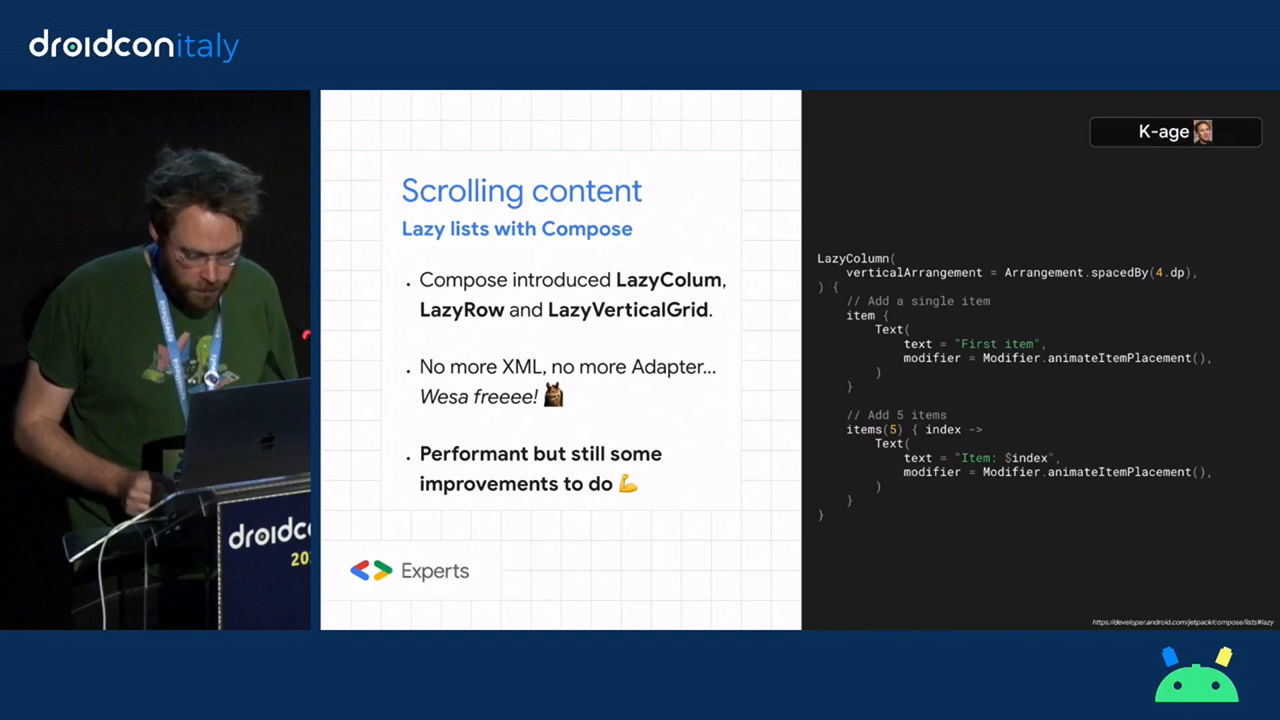 droidconitaly
Scrolling content
Lazy lists with Compose
• Compose introduced LazyColum,
LazyRow and LazyVerticalGrid.
• No more XML, no more Adapter...
Wesa freeee!
• Performant but still some
improvements to do 💪
<> Experts
K-age
LazyColumn(
    verticalArrangement = Arrangement.spacedBy(4.dp),
) {
    // Add a single item
    item {
        Text(
            text = "First item",
            modifier = Modifier.animateItemPlacement(),
        )
    }
    // Add 5 items
    items(5) { index ->
        Text(
            text = "Item: $index",
            modifier = Modifier.animateItemPlacement(),
        )
    }
}
https://developer.android.com/jetpack/compose/lists#lazy
droidc
20